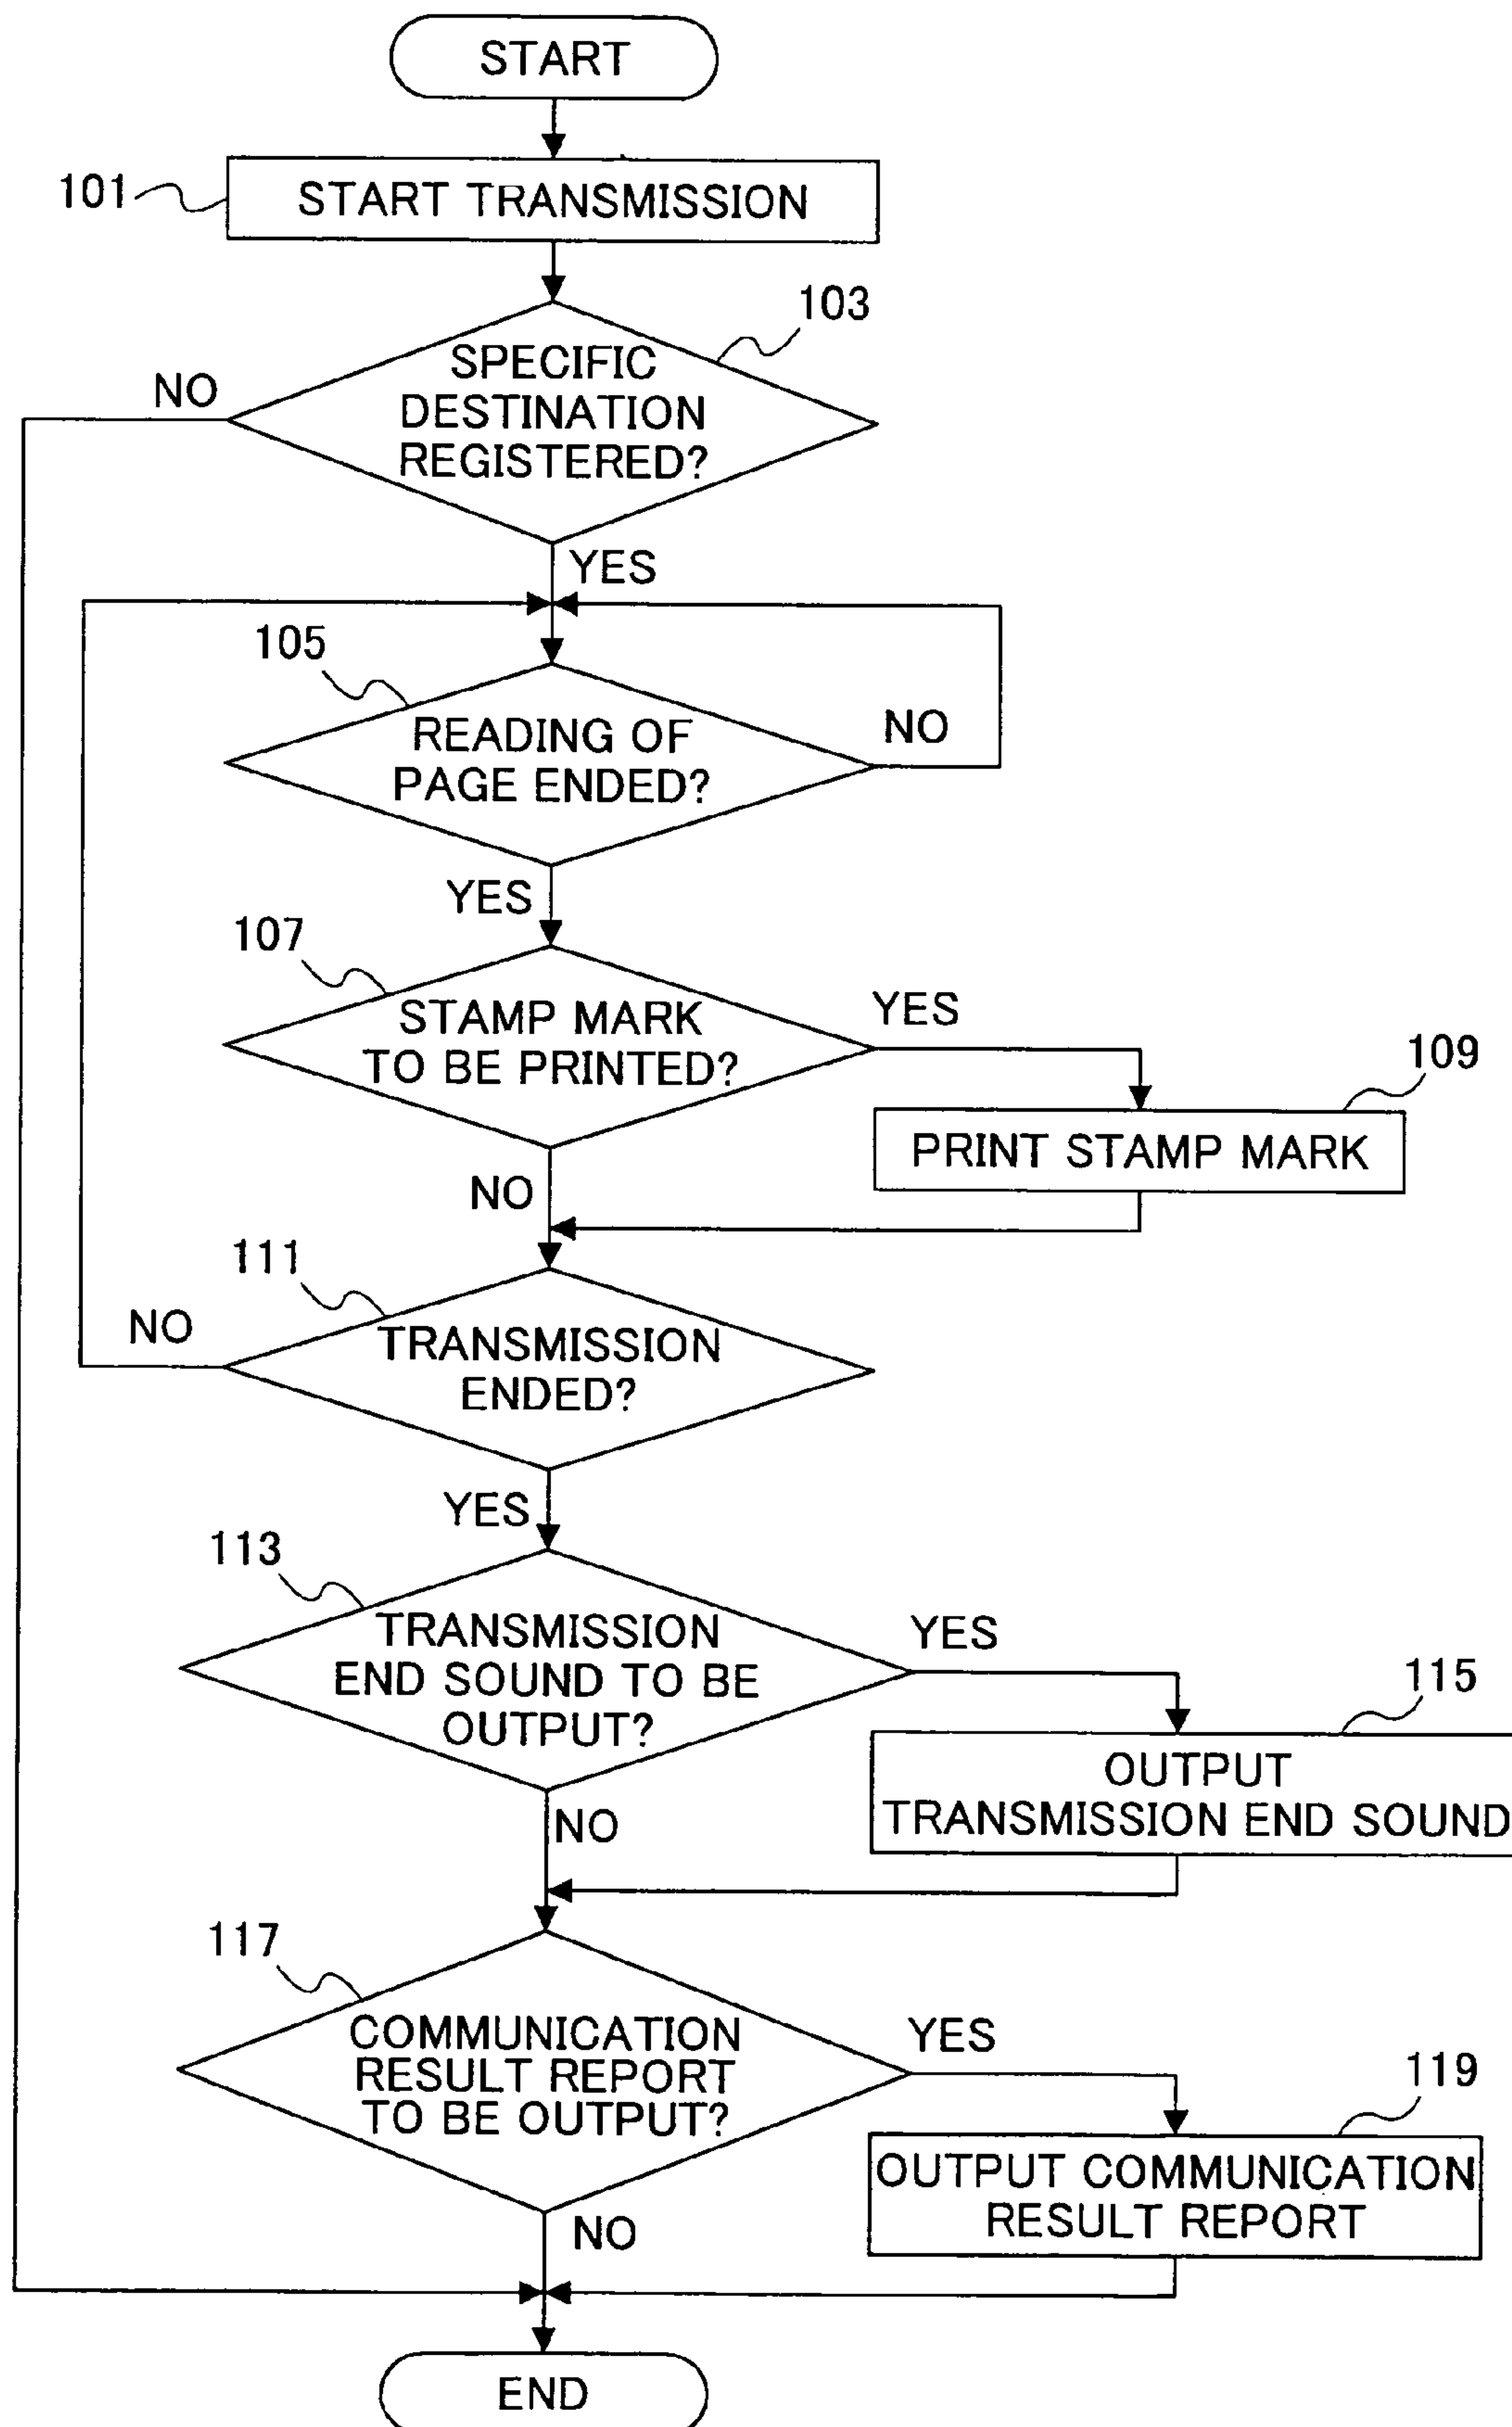 START
101
START TRANSMISSION
103
SPECIFIC
DESTINATION
REGISTERED?
NO
YES
105
READING OF
PAGE ENDED?
NO
YES
107
STAMP MARK
TO BE PRINTED?
YES
109
PRINT STAMP MARK
NO
111
TRANSMISSION
ENDED?
NO
YES
113
TRANSMISSION
END SOUND TO BE
OUTPUT?
YES
115
OUTPUT
TRANSMISSION END SOUND
NO
117
COMMUNICATION
RESULT REPORT
TO BE OUTPUT?
YES
119
OUTPUT COMMUNICATION
RESULT REPORT
NO
END